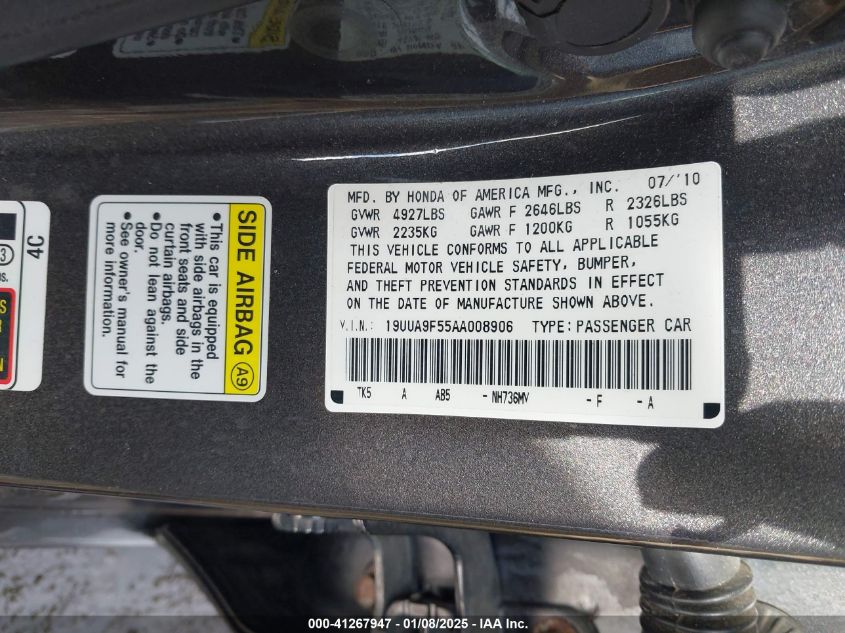 MFD. BY HONDA OF AMERICA MFG., INC. 07/'10
GVWR 4927LBS GAWR F 2646LBS R 2326LBS
GVWR 2235KG GAWR F 1200KG R 1055KG
THIS VEHICLE CONFORMS TO ALL APPLICABLE
FEDERAL MOTOR VEHICLE SAFETY, BUMPER,
AND THEFT PREVENTION STANDARDS IN EFFECT
ON THE DATE OF MANUFACTURE SHOWN ABOVE.
V.I.N.: 19UUA9F55AA008906 TYPE: PASSENGER CAR
TK5 A AB5 - NH736MV - F - A
SIDE AIRBAG A9
• This car is equipped
with side airbags in the
front seats and side
curtain airbags.
• Do not lean against the
door.
• See owner's manual for
more information.
4C
3
000-41267947 - 01/08/2025 - IAA Inc.